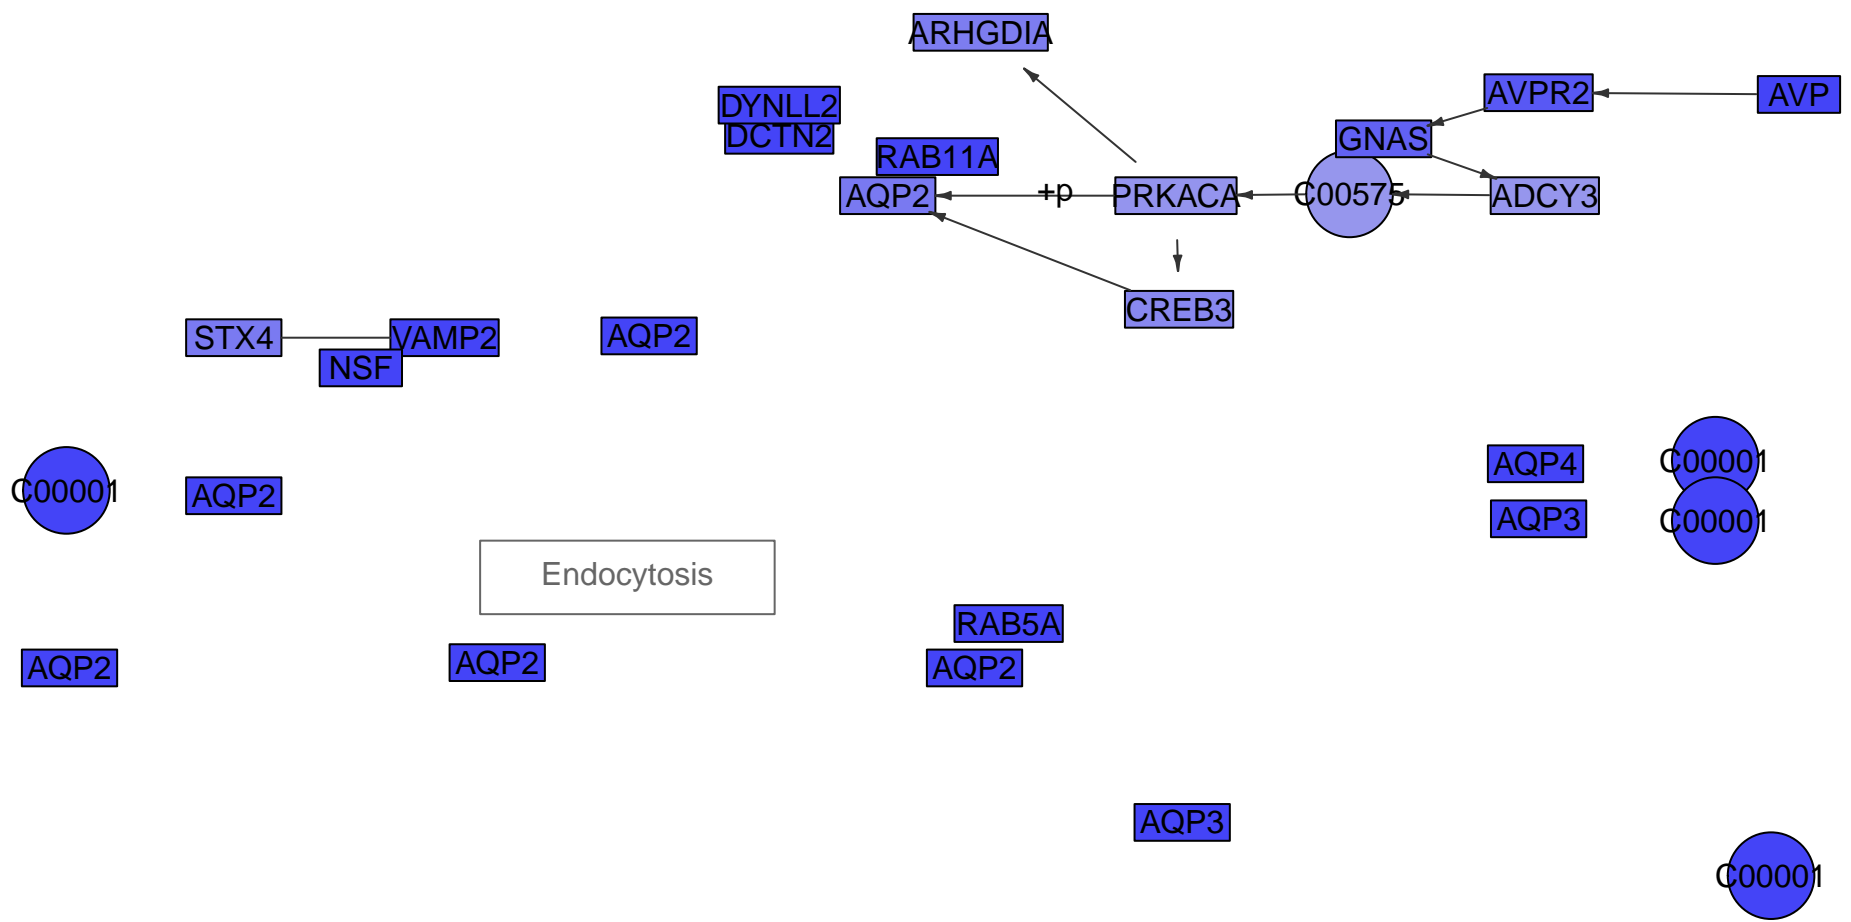 ARHGDIA
AVPR2
AVP
DYNLL2
DCTN2
GNAS
RAB11A
AQP2
+p
PRKACA
C00575
ADCY3
CREB3
STX4
VAMP2
AQP2
NSF
C00001
AQP2
AQP4
C00001
AQP3
C00001
Endocytosis
RAB5A
AQP2
AQP2
AQP2
AQP3
C00001